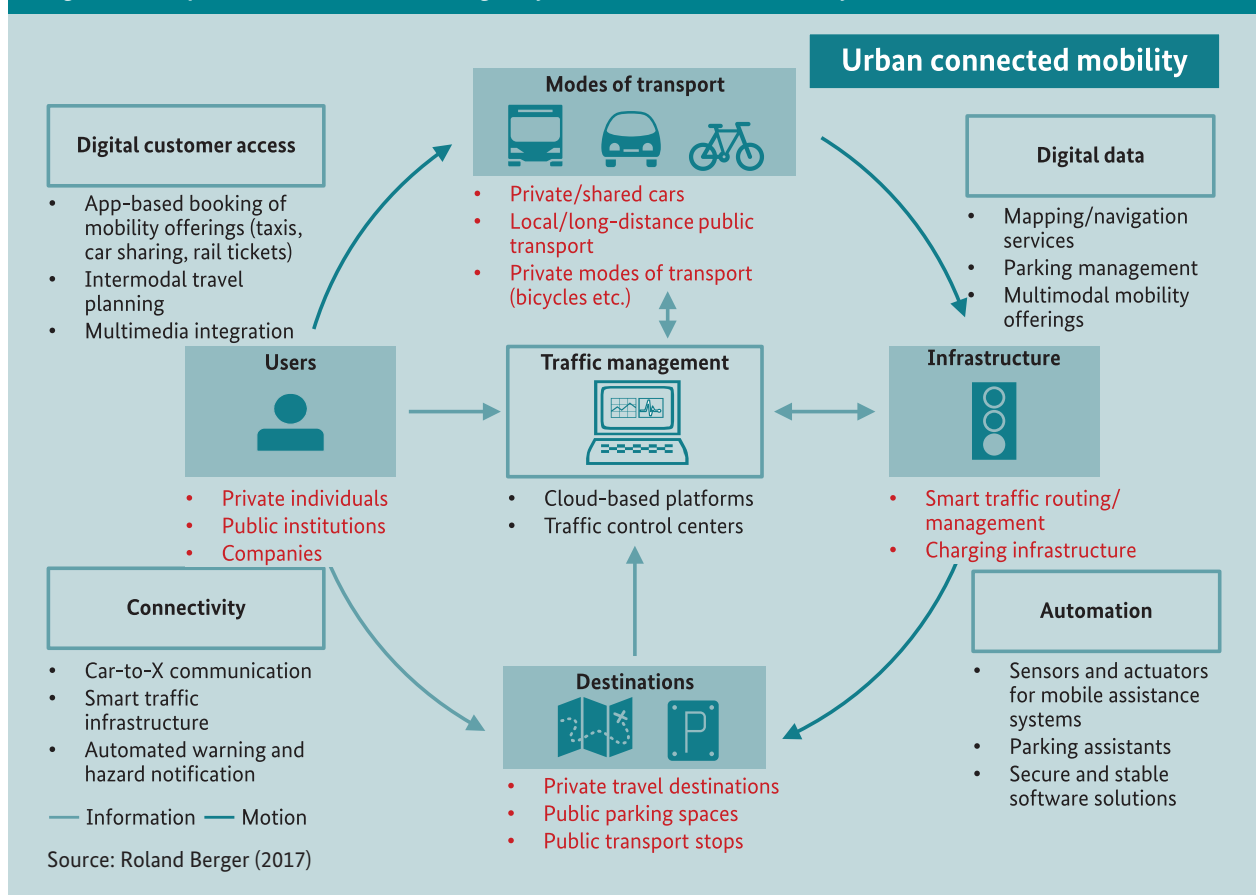 Urban connected mobility
Modes of transport
Digital customer access
• App-based booking of
mobility offerings (taxis,
car sharing, rail tickets)
• Intermodal travel
planning
• Multimedia integration
• Private/shared cars
• Local/long-distance public
transport
• Private modes of transport
(bicycles etc.)
Digital data
• Mapping/navigation
services
• Parking management
• Multimodal mobility
offerings
Users
• Private individuals
• Public institutions
• Companies
Traffic management
• Cloud-based platforms
• Traffic control centers
Infrastructure
• Smart traffic routing/
management
• Charging infrastructure
Connectivity
• Car-to-X communication
• Smart traffic
infrastructure
• Automated warning and
hazard notification
Destinations
P
• Private travel destinations
• Public parking spaces
• Public transport stops
Automation
• Sensors and actuators
for mobile assistance
systems
• Parking assistants
• Secure and stable
software solutions
Information Motion
Source: Roland Berger (2017)